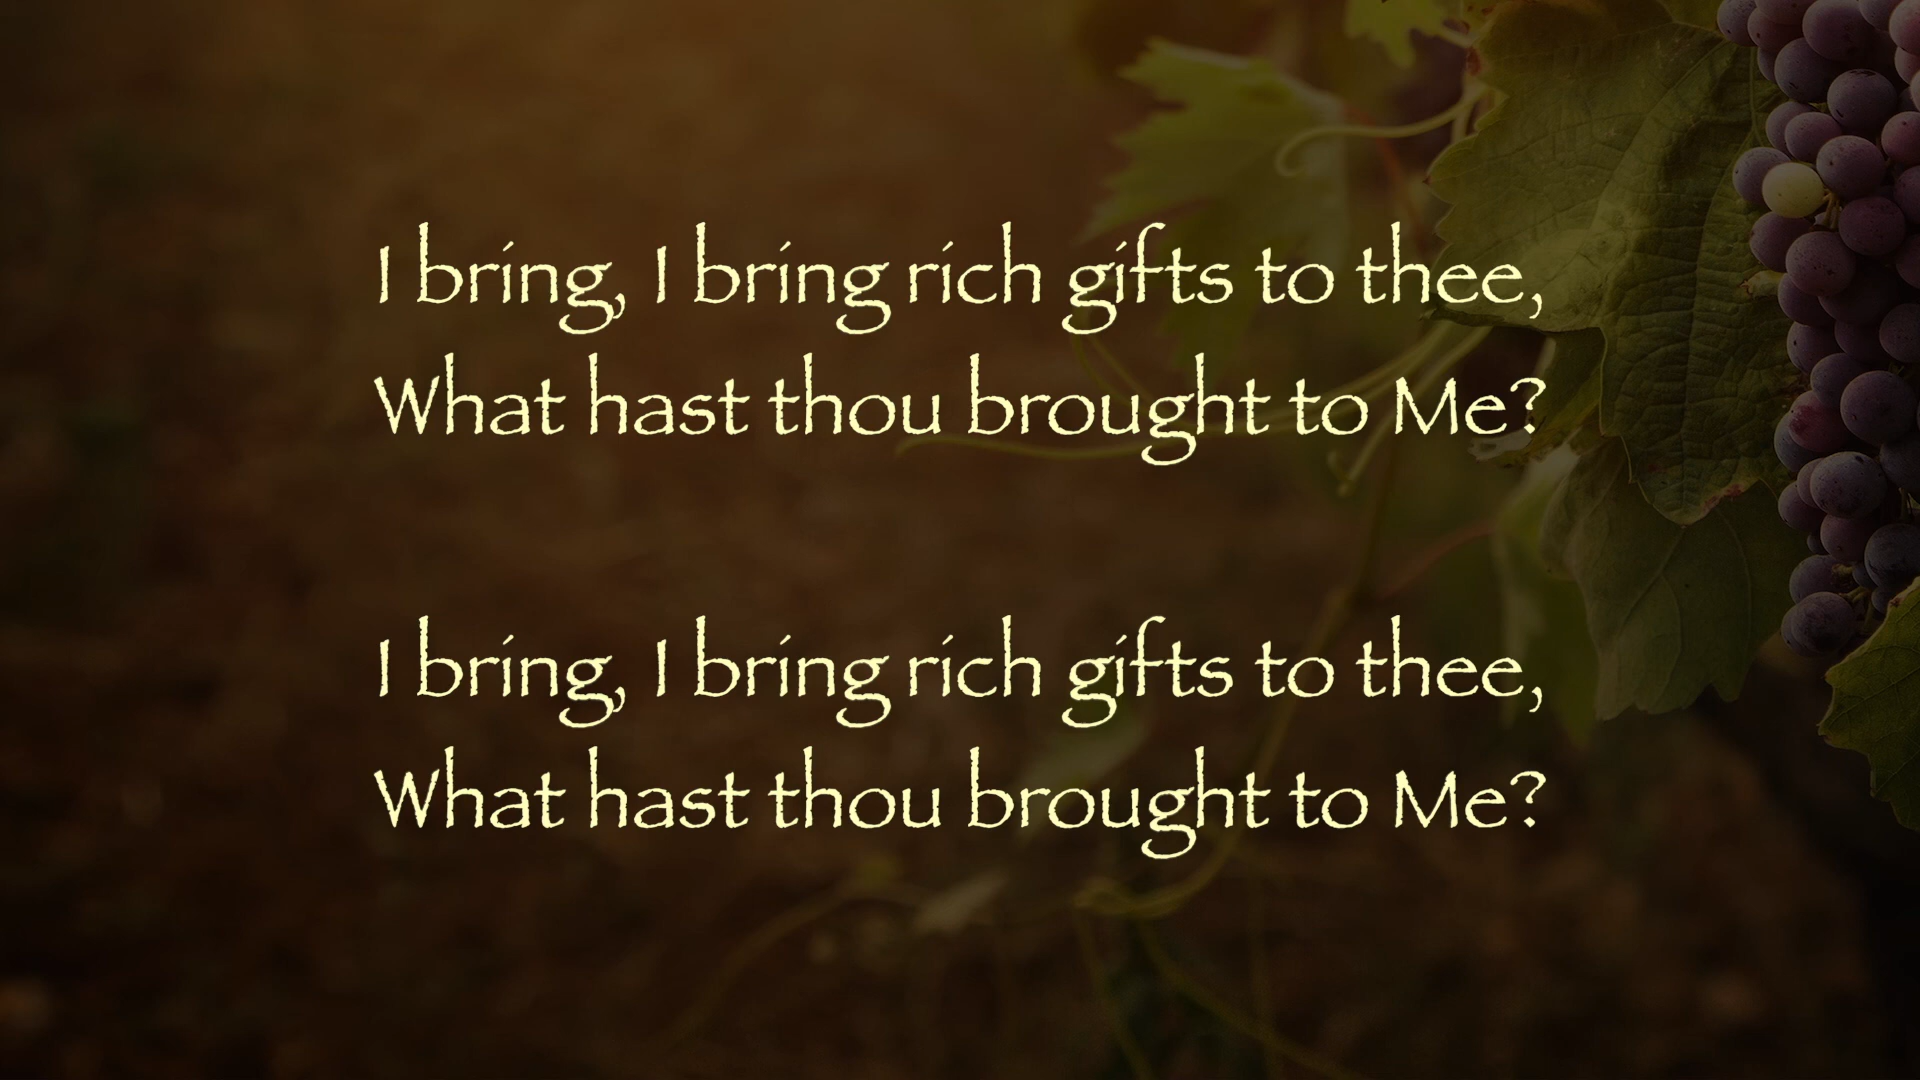 I bring, I bring rich gifts to thee,
What hast thou brought to Me?
I bring, I bring rich gifts to thee,
What hast thou brought to Me?